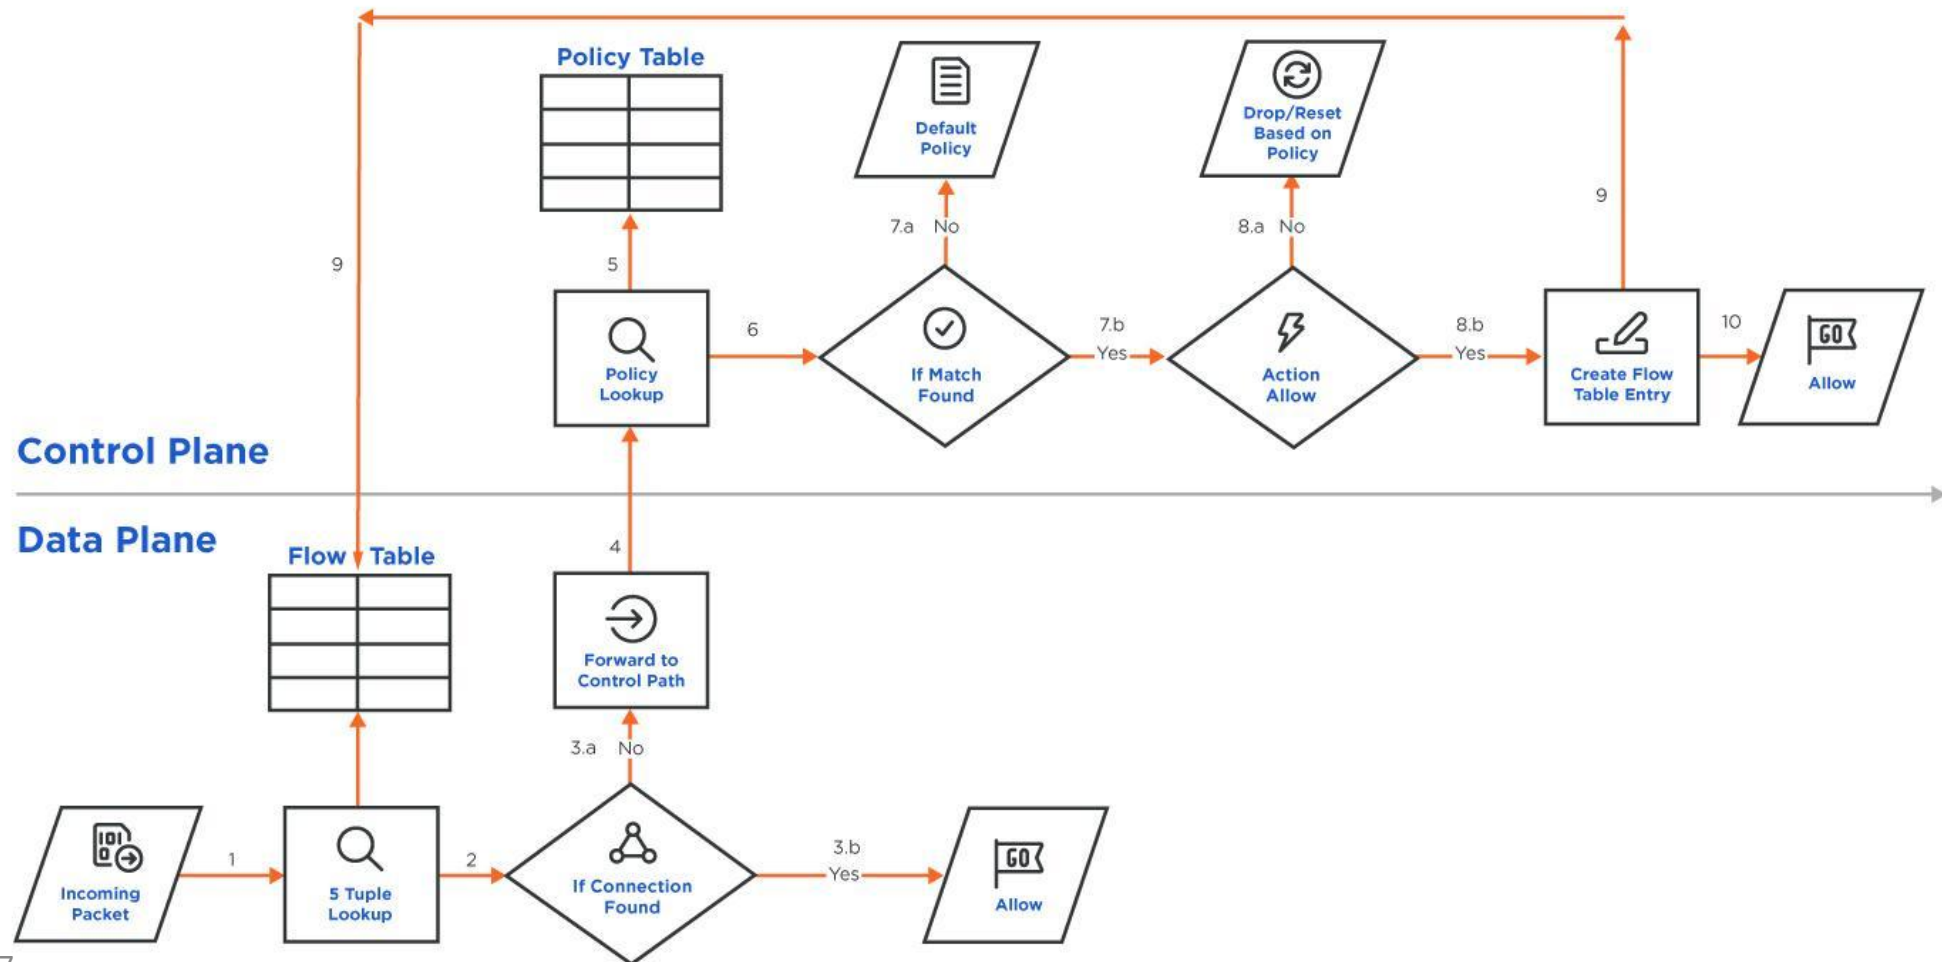 Policy Table
Default
Policy
Drop/Reset
Based on
Policy
9
9
5
7.a No
8.a No
6
Policy
Lookup
If Match
Found
7.b
Yes
Action
Allow
8.b
Yes
Create Flow
Table Entry
10
GO
Allow
Control Plane
Data Plane
Flow Table
4
Forward to
Control Path
3.a No
101
0
Incoming
Packet
1
5 Tuple
Lookup
2
If Connection
Found
3.b
Yes
GO
Allow